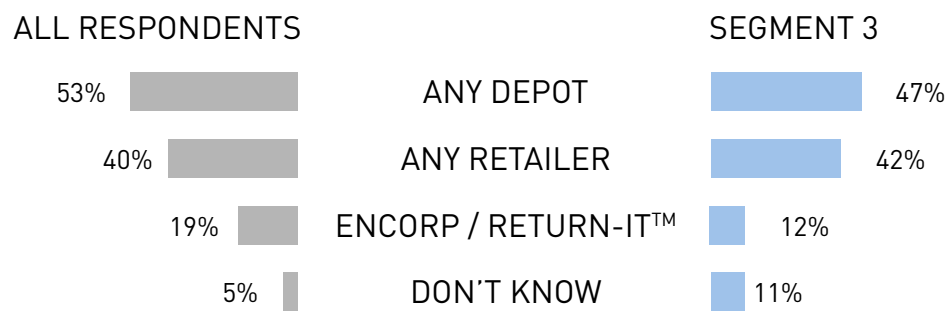 ALL RESPONDENTS SEGMENT 3
53% ANY DEPOT 47%
40% ANY RETAILER 42%
19% ENCORP / RETURN-IT™ 12%
5% DON'T KNOW 11%